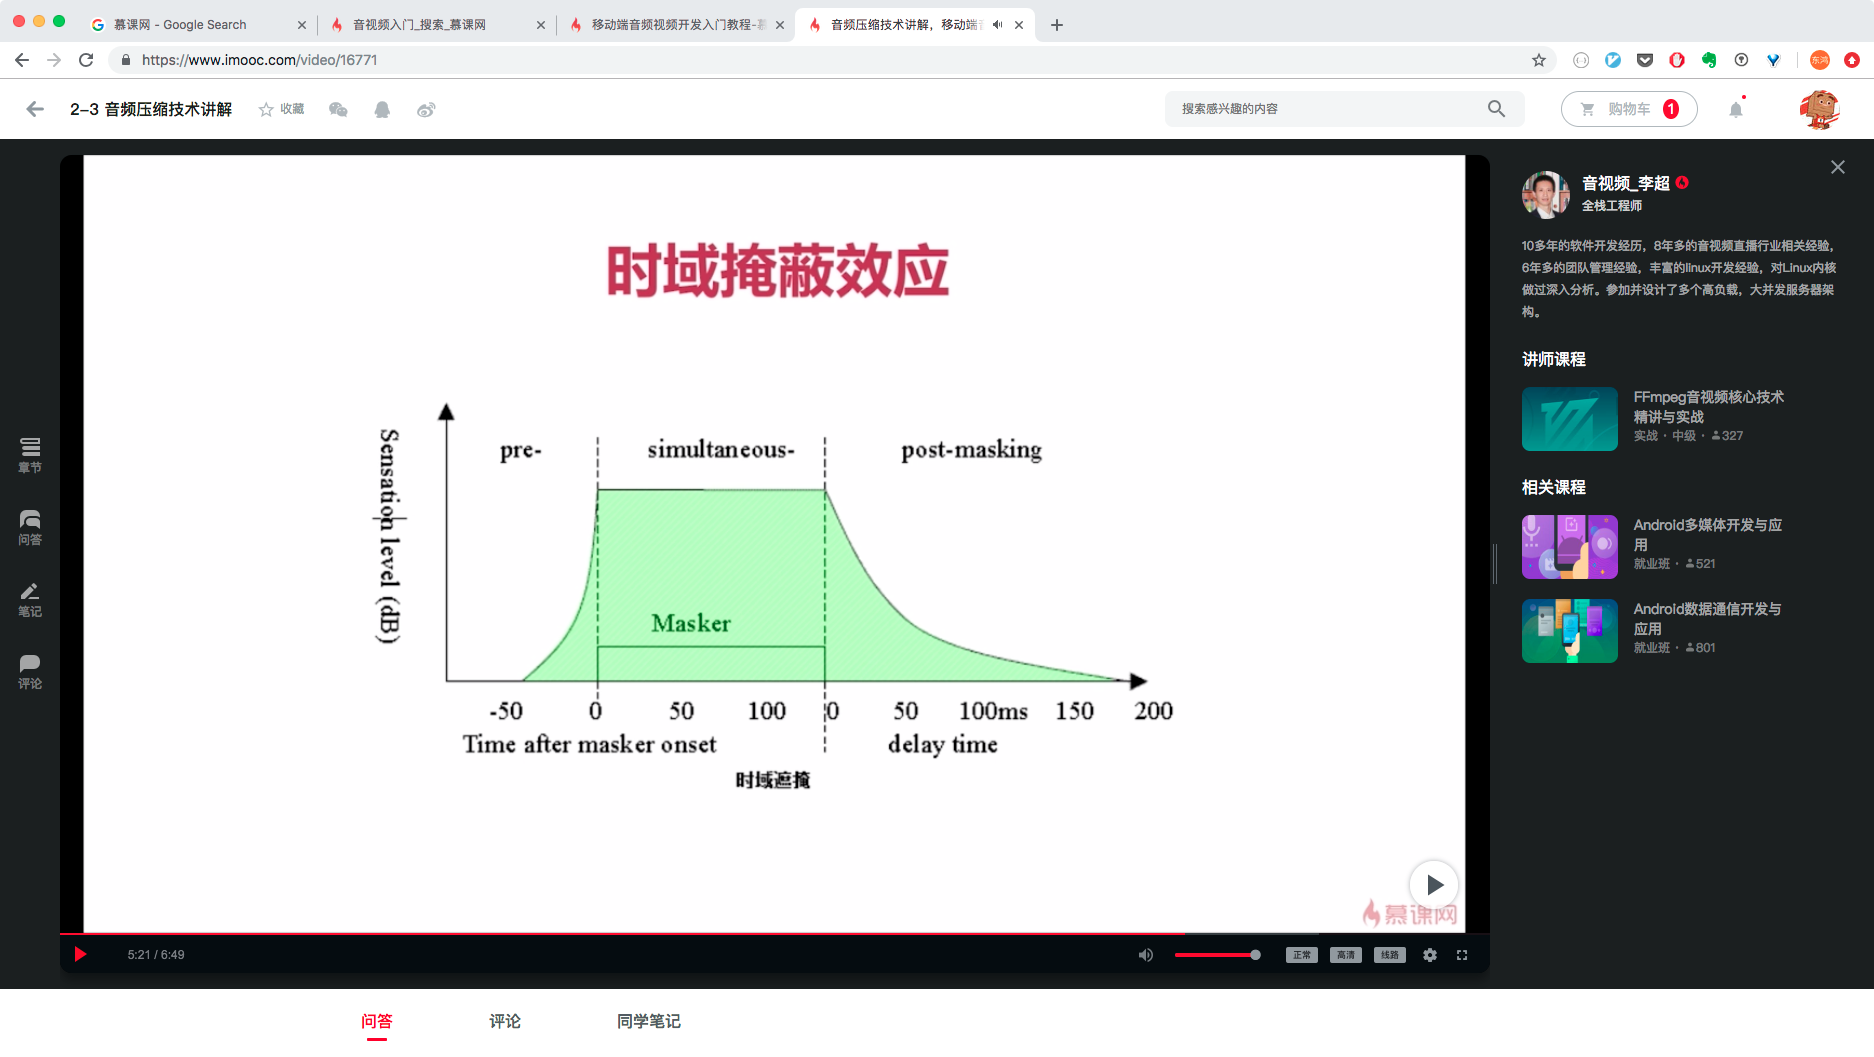 慕课网 - Google Search
音视频入门_搜索_慕课网
移动端音频视频开发入门教程-慕
音频压缩技术讲解，移动端音
https://www.imooc.com/video/16771
东鸿
2-3 音频压缩技术讲解
收藏
搜索感兴趣的内容
购物车
1
时域掩蔽效应
Sensation level (dB)
pre-
simultaneous-
post-masking
Masker
-50 0 50 100 0 50 100ms 150 200
Time after masker onset
delay time
时域遮掩
慕课网
章节
问答
笔记
评论
音视频_李超
全栈工程师
10多年的软件开发经历，8年多的音视频直播行业相关经验，
6年多的团队管理经验，丰富的linux开发经验，对Linux内核
做过深入分析。参加并设计了多个高负载，大并发服务器架
构。
讲师课程
FFmpeg音视频核心技术
精讲与实战
实战 · 中级 · 327
相关课程
Android多媒体开发与应
用
就业班 · 521
Android数据通信开发与
应用
就业班 · 801
5:21 / 6:49
正常
高清
线路
问答
评论
同学笔记